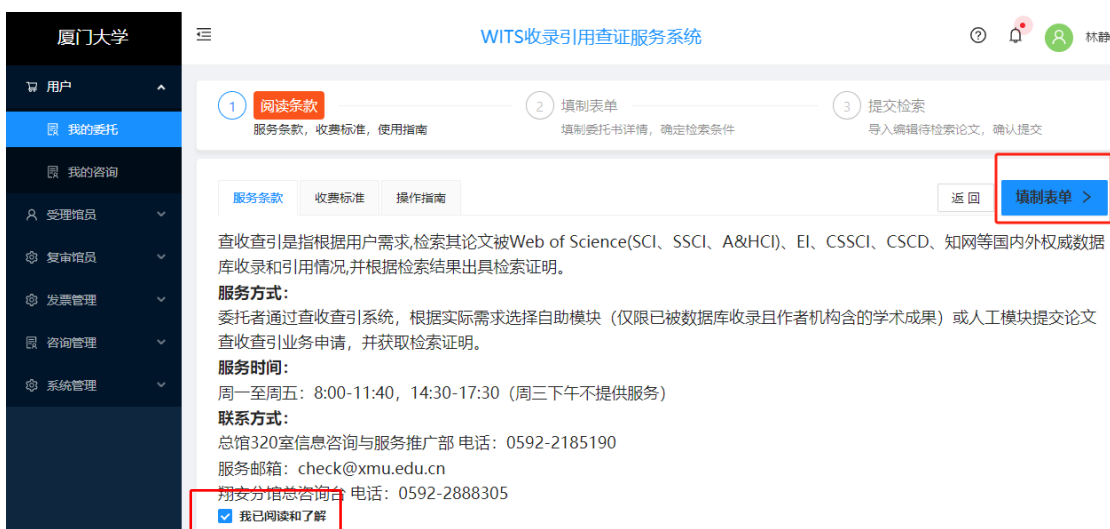 厦门大学
WITS收录引用查证服务系统
林静
用户
我的委托
我的咨询
受理馆员
复审馆员
发票管理
咨询管理
系统管理
1 阅读条款
服务条款，收费标准，使用指南
2 填制表单
填制委托书详情，确定检索条件
3 提交检索
导入编辑待检索论文，确认提交
服务条款 收费标准 操作指南
返回 填制表单 >
查收查引是指根据用户需求,检索其论文被Web of Science(SCI、SSCI、A&HCI)、EI、CSSCI、CSCD、知网等国内外权威数据
库收录和引用情况,并根据检索结果出具检索证明。
服务方式：
委托者通过查收查引系统，根据实际需求选择自助模块（仅限已被数据库收录且作者机构含的学术成果）或人工模块提交论文
查收查引业务申请，并获取检索证明。
服务时间：
周一至周五：8:00-11:40，14:30-17:30（周三下午不提供服务）
联系方式：
总馆320室信息咨询与服务推广部 电话：0592-2185190
服务邮箱：check@xmu.edu.cn
翔安分馆总咨询台 电话：0592-2888305
我已阅读和了解